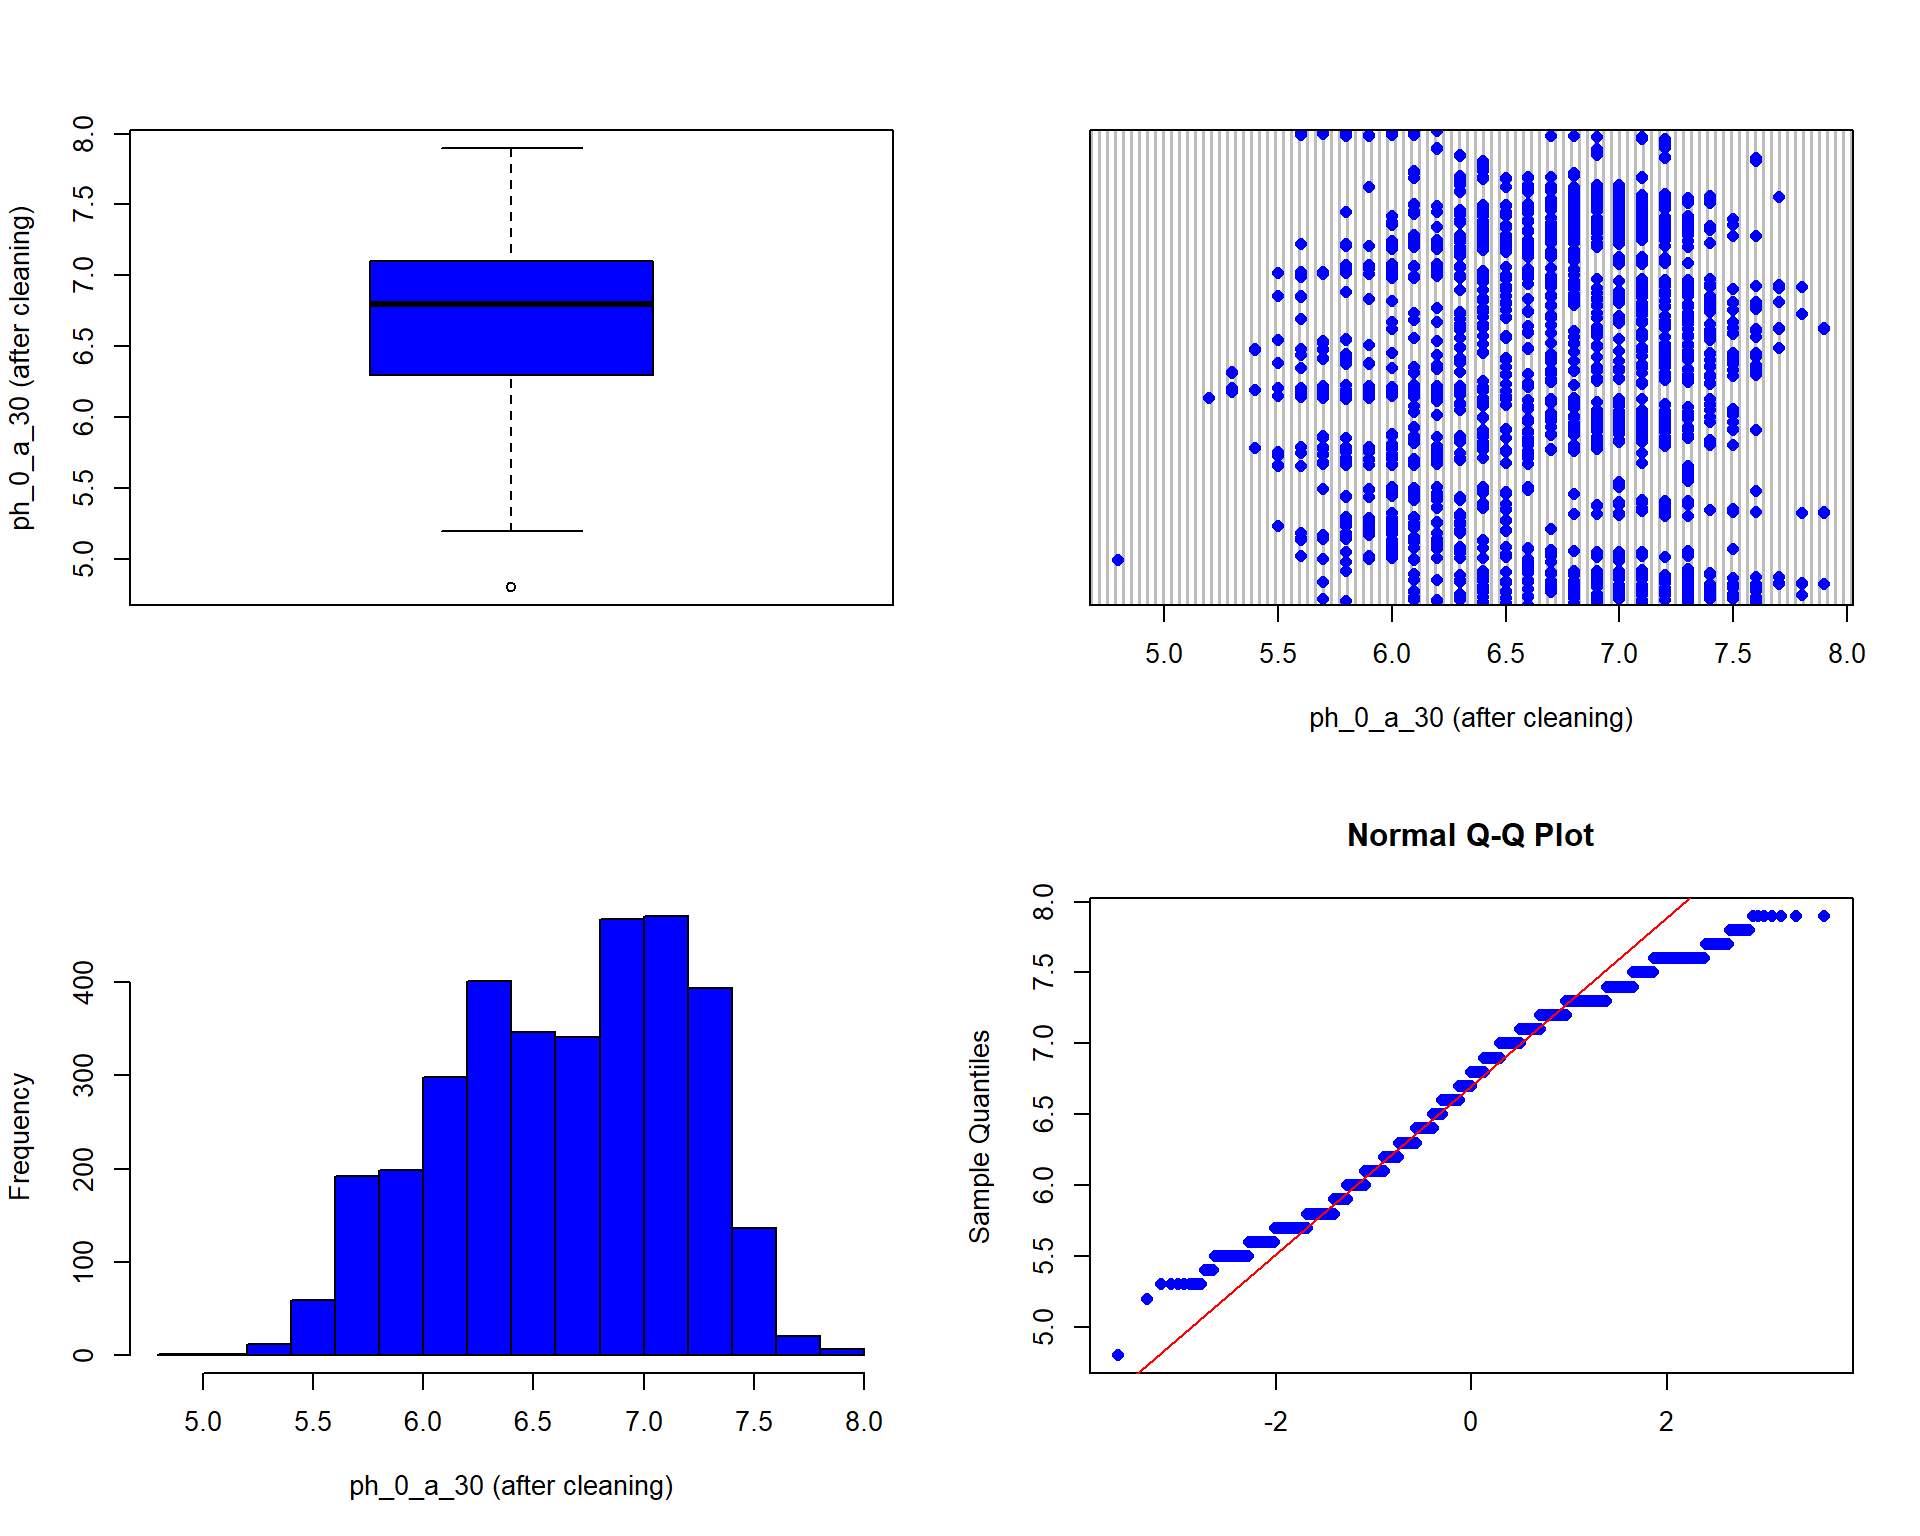 ph_0_a_30 (after cleaning)
8.0
7.5
7.0
6.5
6.0
5.5
5.0
5.0 5.5 6.0 6.5 7.0 7.5 8.0
ph_0_a_30 (after cleaning)
Frequency
400
300
200
100
0
5.0 5.5 6.0 6.5 7.0 7.5 8.0
ph_0_a_30 (after cleaning)
Normal Q-Q Plot
Sample Quantiles
8.0
7.5
7.0
6.5
6.0
5.5
5.0
-2 0 2